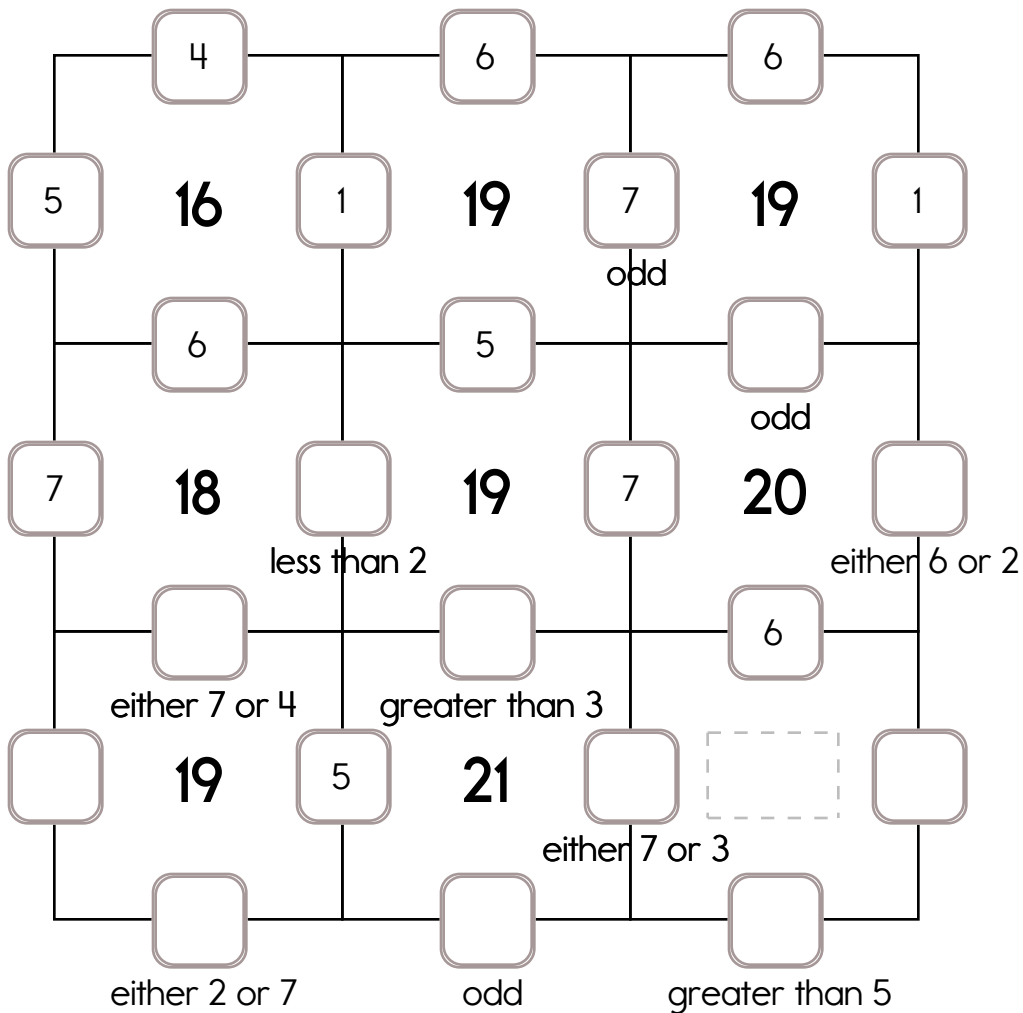 4 6 6
5 16 1 19 7 19 1
odd
6 5
odd
7 18 19 7 20
less than 2 either 6 or 2
6
either 7 or 4 greater than 3
19 5 21
either 7 or 3
either 2 or 7 odd greater than 5